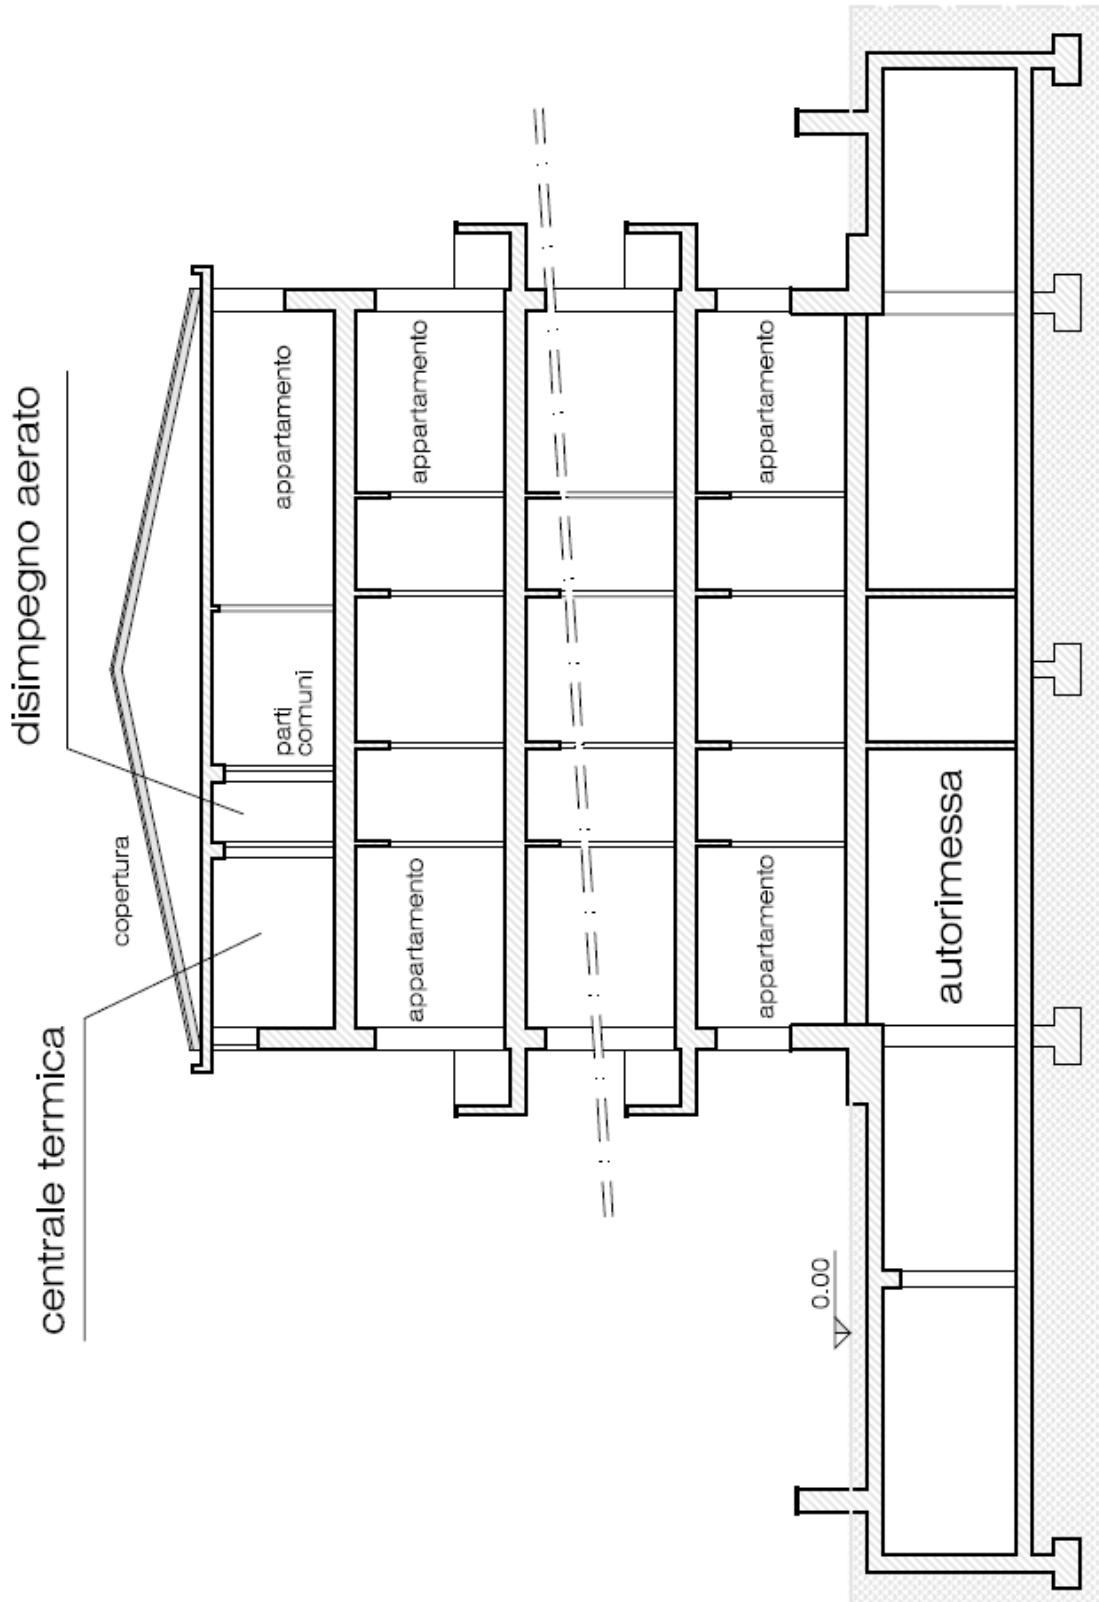 disimpegno aerato
centrale termica
copertura
parti
comuni
appartamento
appartamento
appartamento
appartamento
appartamento
0.00
autorimessa